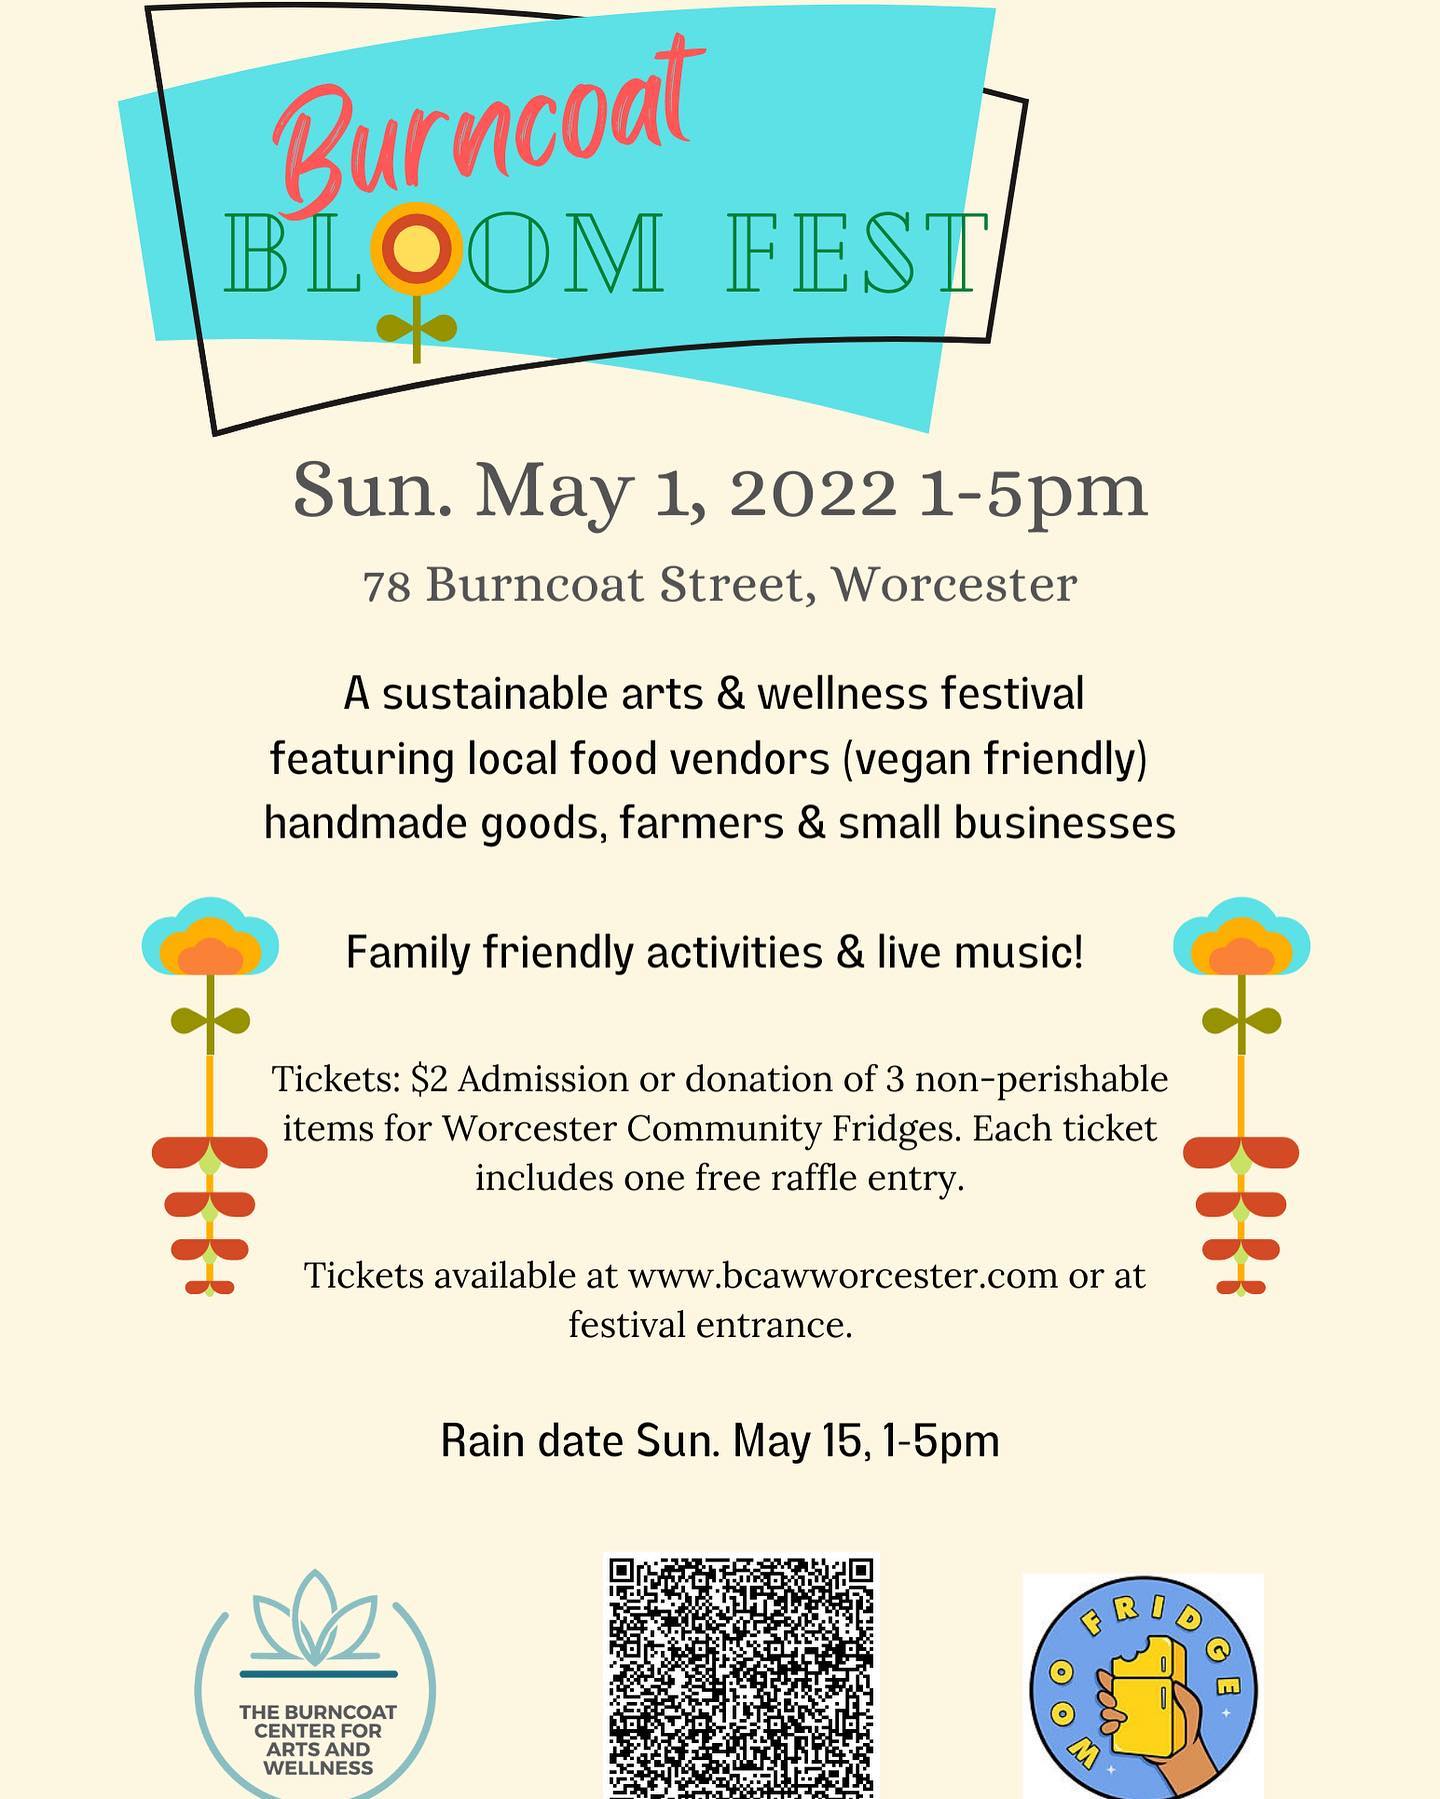 Burncoat
BLOOM FEST
Sun. May 1, 2022 1-5pm
78 Burncoat Street, Worcester
A sustainable arts & wellness festival
featuring local food vendors (vegan friendly)
handmade goods, farmers & small businesses
Family friendly activities & live music!
Tickets: $2 Admission or donation of 3 non-perishable
items for Worcester Community Fridges. Each ticket
includes one free raffle entry.
Tickets available at www.bcawworcester.com or at
festival entrance.
Rain date Sun. May 15, 1-5pm
THE BURNCOAT
CENTER FOR
ARTS AND
WELLNESS
WOO FRIDGE